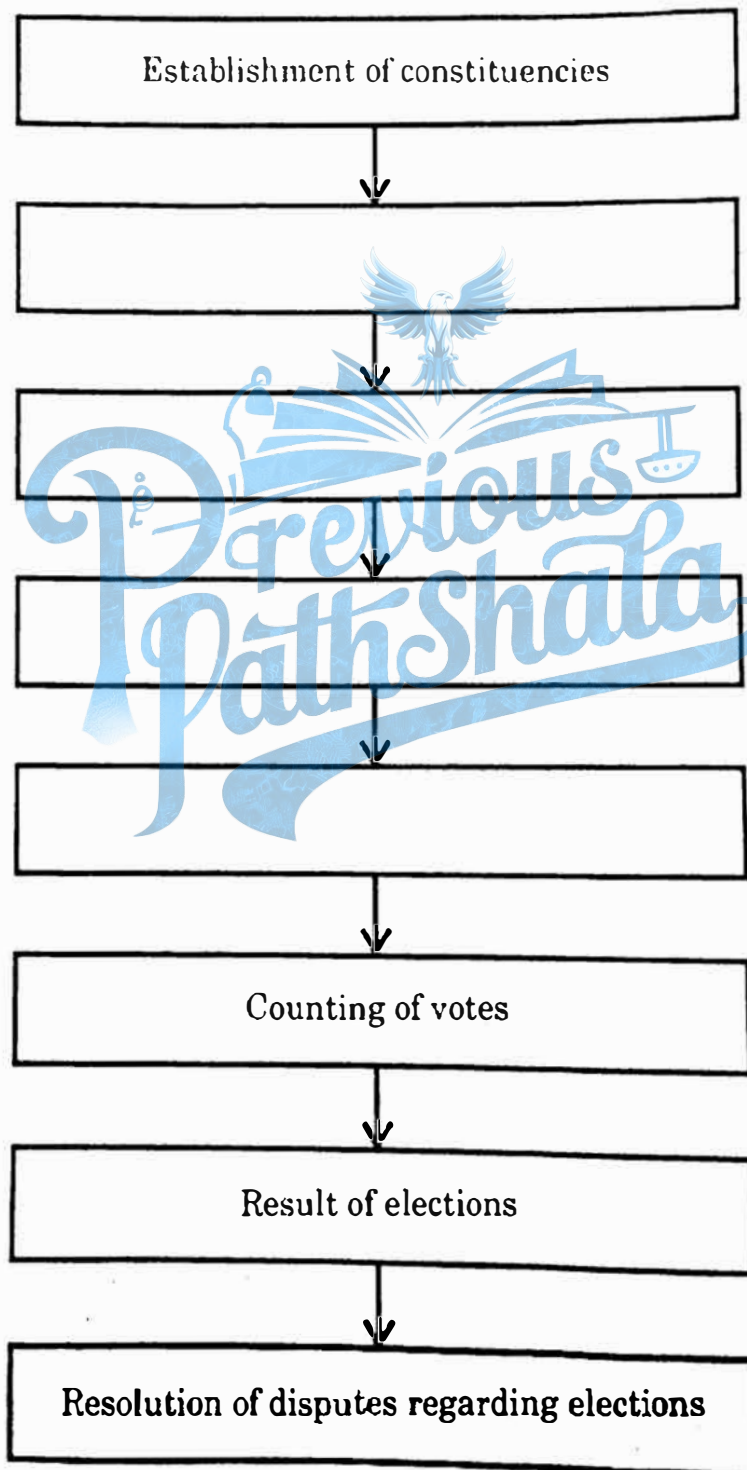 Establishment of constituencies
Previous
Pathshala
Counting of votes
Result of elections
Resolution of disputes regarding elections